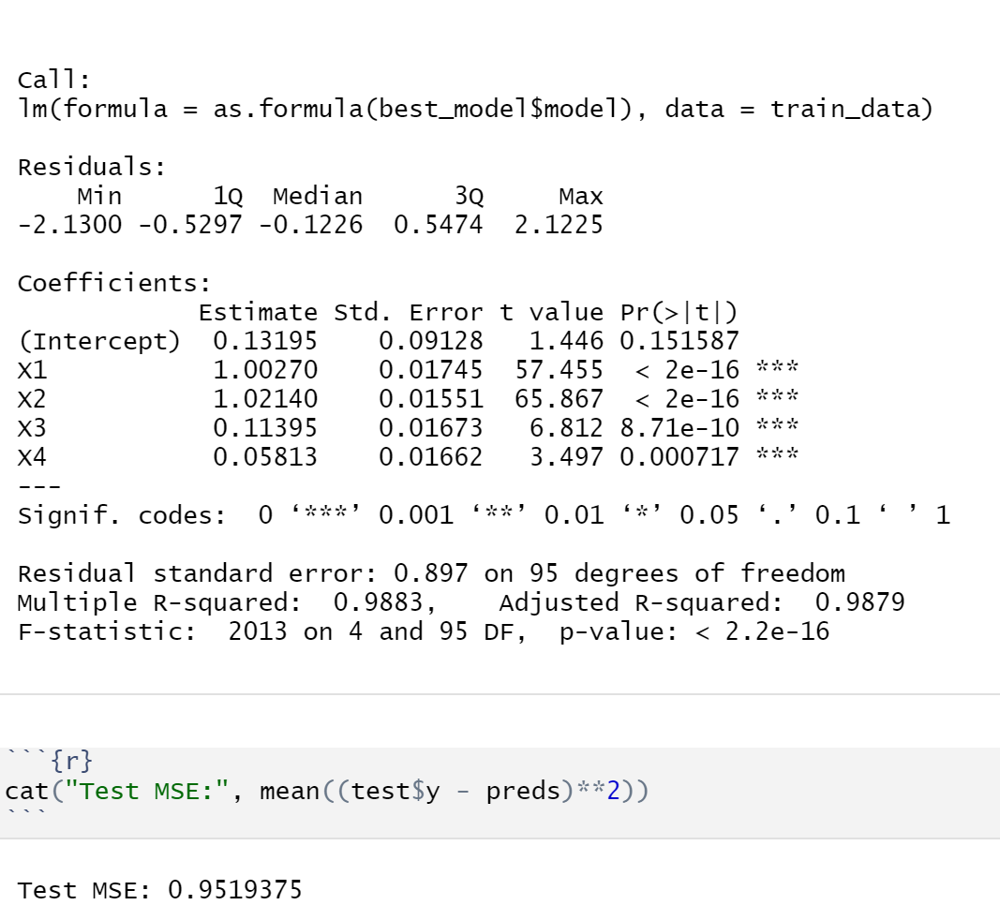 Call:
lm(formula = as.formula(best_model$model), data = train_data)
Residuals:
    Min      1Q  Median      3Q     Max
-2.1300 -0.5297 -0.1226  0.5474  2.1225
Coefficients:
            Estimate Std. Error t value Pr(>|t|)
(Intercept)  0.13195    0.09128   1.446 0.151587
X1           1.00270    0.01745  57.455  < 2e-16 ***
X2           1.02140    0.01551  65.867  < 2e-16 ***
X3           0.11395    0.01673   6.812 8.71e-10 ***
X4           0.05813    0.01662   3.497 0.000717 ***
---
Signif. codes:  0 ‘***’ 0.001 ‘**’ 0.01 ‘*’ 0.05 ‘.’ 0.1 ‘ ’ 1
Residual standard error: 0.897 on 95 degrees of freedom
Multiple R-squared:  0.9883,    Adjusted R-squared:  0.9879
F-statistic:  2013 on 4 and 95 DF,  p-value: < 2.2e-16
```{r}
cat("Test MSE:", mean((test$y - preds)**2))
```
Test MSE: 0.9519375